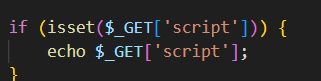 if (isset($_GET['script'])) {
    echo $_GET['script'];
}